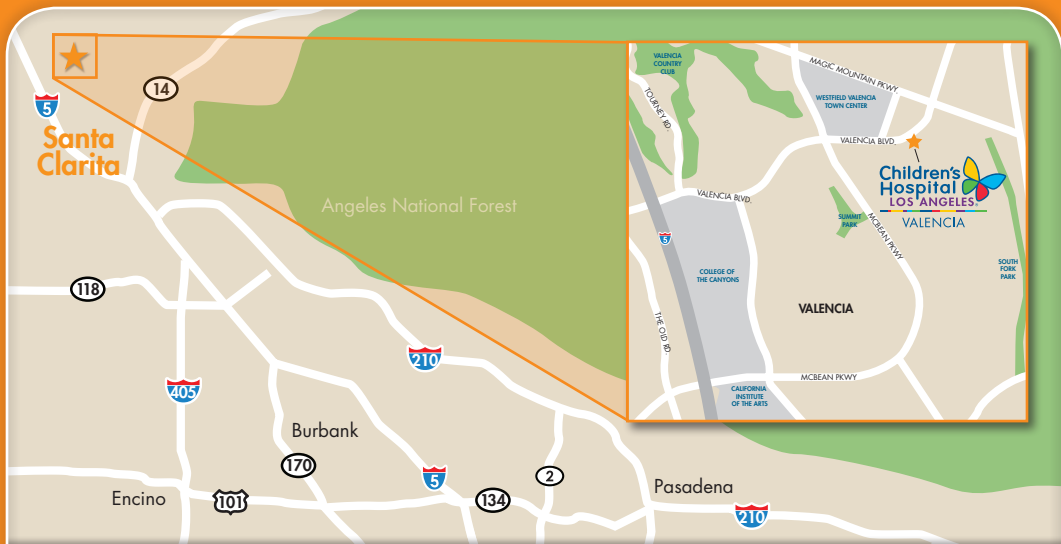 14
5
Santa
Clarita
Angeles National Forest
118
210
405
Burbank
170
5
2
134
Encino
101
Pasadena
210
VALENCIA
COUNTRY
CLUB
MAGIC MOUNTAIN PKWY.
TOURNEY RD.
WESTFIELD VALENCIA
TOWN CENTER
VALENCIA BLVD.
Children's
Hospital
LOS ANGELES®
VALENCIA
VALENCIA BLVD.
SUMMIT
PARK
MCBEAN PKWY
5
COLLEGE OF
THE CANYONS
SOUTH
FORK
PARK
VALENCIA
THE OLD RD.
MCBEAN PKWY
CALIFORNIA
INSTITUTE
OF THE ARTS